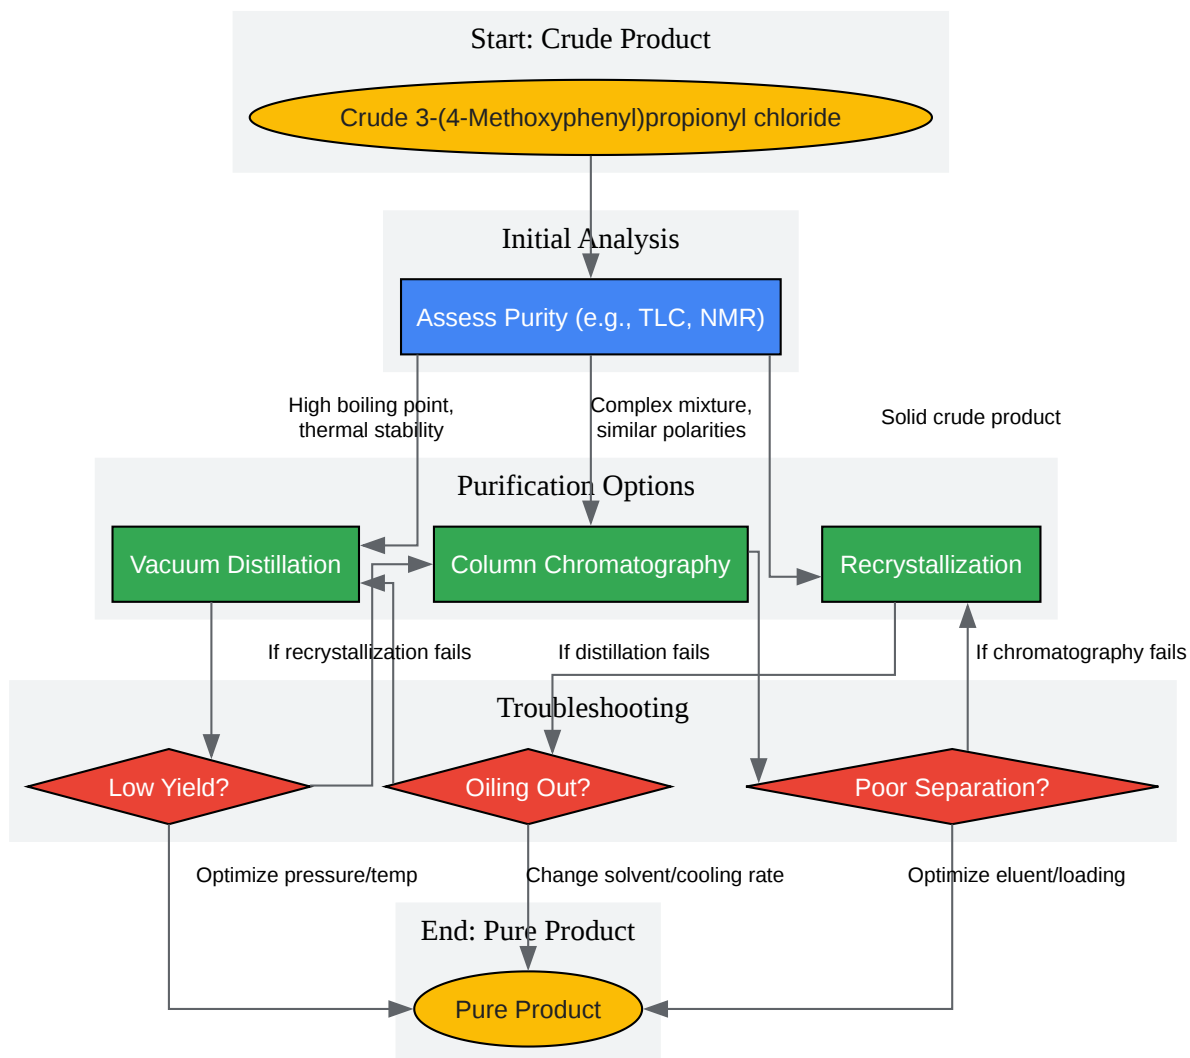 Start: Crude Product
Crude 3-(4-Methoxyphenyl)propionyl chloride
Initial Analysis
Assess Purity (e.g., TLC, NMR)
High boiling point,
thermal stability
Complex mixture,
similar polarities
Solid crude product
Purification Options
Vacuum Distillation
Column Chromatography
Recrystallization
If recrystallization fails
If distillation fails
If chromatography fails
Troubleshooting
Low Yield?
Oiling Out?
Poor Separation?
Optimize pressure/temp
Change solvent/cooling rate
Optimize eluent/loading
End: Pure Product
Pure Product